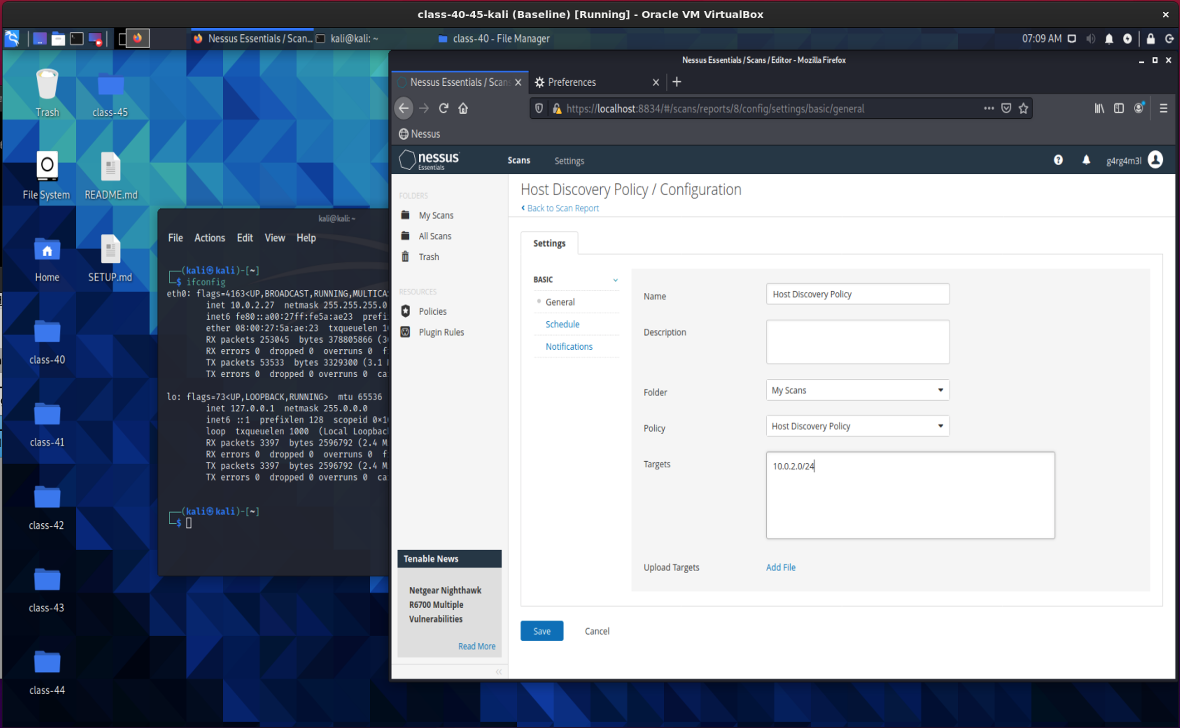 class-40-45-kali (Baseline) [Running] - Oracle VM VirtualBox
Nessus Essentials / Scan...
kali@kali: ~
class-40 - File Manager
07:09 AM
Trash
class-45
File System
README.md
Home
SETUP.md
class-40
class-41
class-42
class-43
class-44
kali@kali: ~
File Actions Edit View Help
(kali㉿kali)-[~]
$ ifconfig
eth0: flags=4163<UP,BROADCAST,RUNNING,MULTICA
inet 10.0.2.27 netmask 255.255.255.0
inet6 fe80::a00:27ff:fe5a:ae23 prefi
ether 08:00:27:5a:ae:23 txqueuelen 1
RX packets 253045 bytes 378805866 (3
RX errors 0 dropped 0 overruns 0 f
TX packets 53533 bytes 3329300 (3.1
TX errors 0 dropped 0 overruns 0 ca
lo: flags=73<UP,LOOPBACK,RUNNING> mtu 65536
inet 127.0.0.1 netmask 255.0.0.0
inet6 ::1 prefixlen 128 scopeid 0×1
loop txqueuelen 1000 (Local Loopbac
RX packets 3397 bytes 2596792 (2.4 M
RX errors 0 dropped 0 overruns 0 f
TX packets 3397 bytes 2596792 (2.4 M
TX errors 0 dropped 0 overruns 0 ca
(kali㉿kali)-[~]
$
Nessus Essentials / Scans / Editor - Mozilla Firefox
Nessus Essentials / Scan
Preferences
https://localhost:8834/#/scans/reports/8/config/settings/basic/general
Nessus
nessus
Essentials
Scans
Settings
g4rg4m3l
FOLDERS
My Scans
All Scans
Trash
RESOURCES
Policies
Plugin Rules
Tenable News
Netgear Nighthawk
R6700 Multiple
Vulnerabilities
Read More
Host Discovery Policy / Configuration
Back to Scan Report
Settings
BASIC
General
Schedule
Notifications
Name
Host Discovery Policy
Description
Folder
My Scans
Policy
Host Discovery Policy
Targets
10.0.2.0/24
Upload Targets
Add File
Save
Cancel